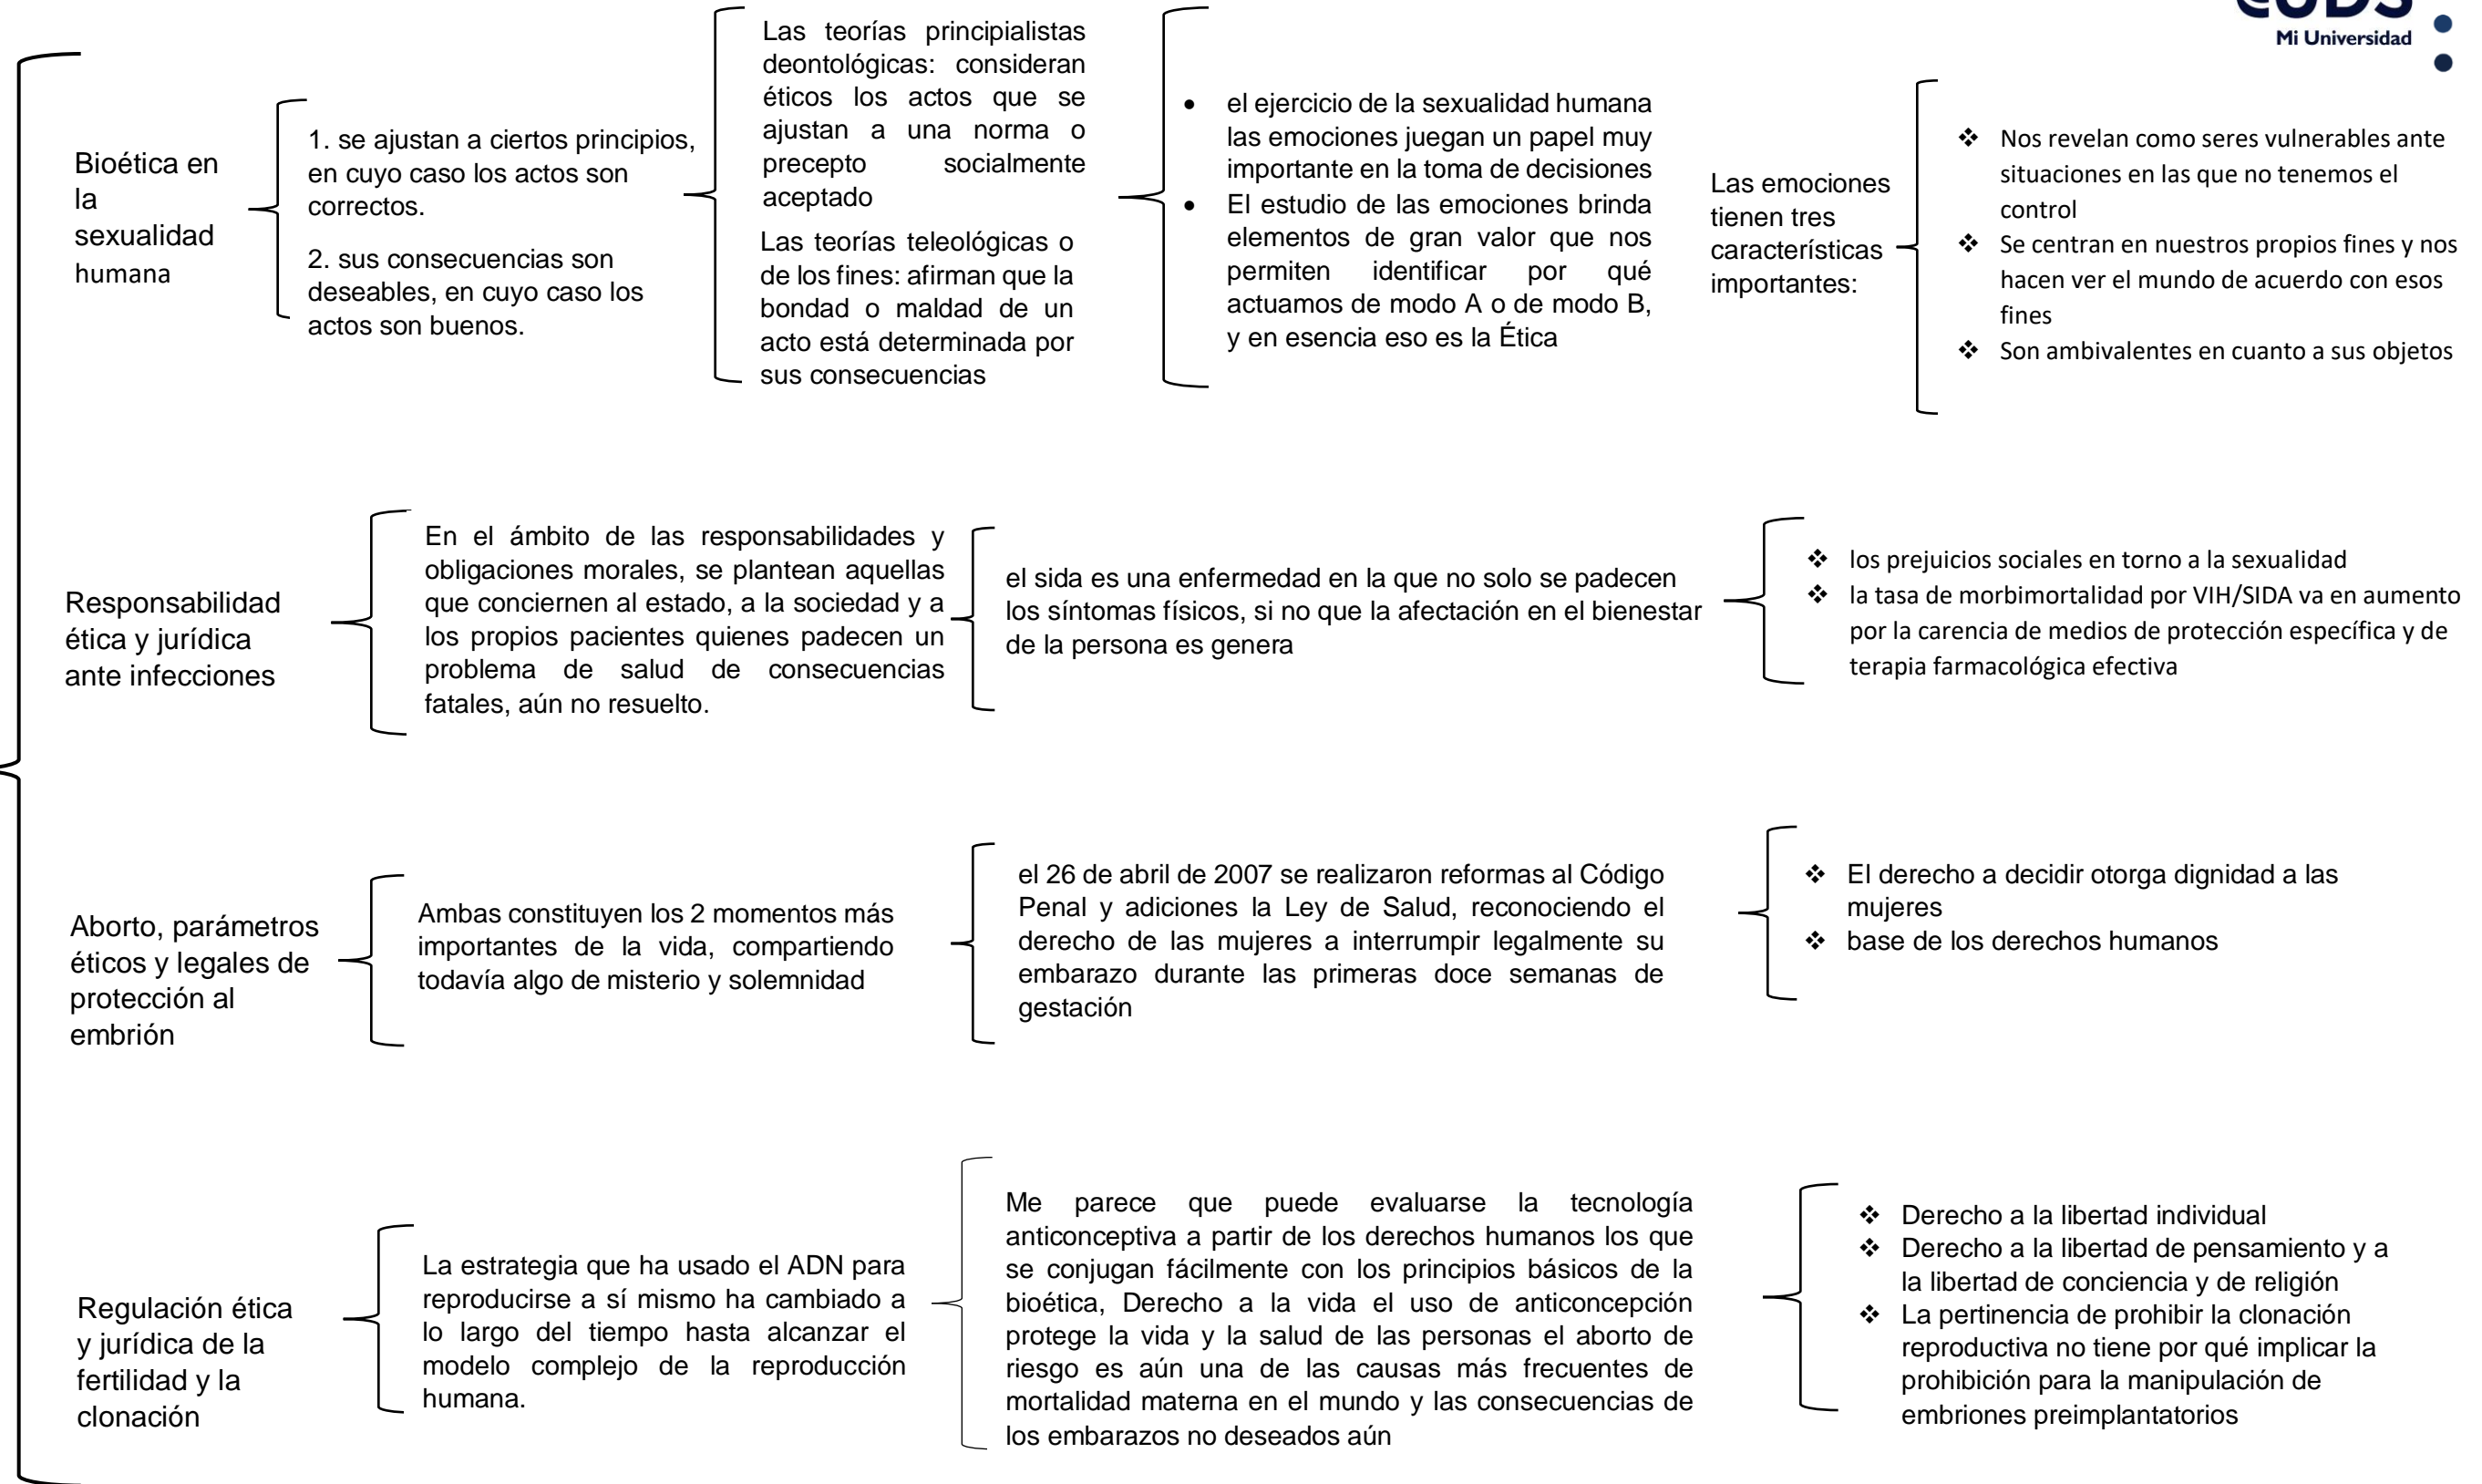 Mi Universidad
Bioética en
la
sexualidad
humana
1. se ajustan a ciertos principios,
en cuyo caso los actos son
correctos.
2. sus consecuencias son
deseables, en cuyo caso los
actos son buenos.
Las teorías principialistas
deontológicas: consideran
éticos los actos que se
ajustan a una norma o
precepto socialmente
aceptado
Las teorías teleológicas o
de los fines: afirman que la
bondad o maldad de un
acto está determinada por
sus consecuencias
• el ejercicio de la sexualidad humana
las emociones juegan un papel muy
importante en la toma de decisiones
• El estudio de las emociones brinda
elementos de gran valor que nos
permiten identificar por qué
actuamos de modo A o de modo B,
y en esencia eso es la Ética
Las emociones
tienen tres
características
importantes:
❖ Nos revelan como seres vulnerables ante
situaciones en las que no tenemos el
control
❖ Se centran en nuestros propios fines y nos
hacen ver el mundo de acuerdo con esos
fines
❖ Son ambivalentes en cuanto a sus objetos
Responsabilidad
ética y jurídica
ante infecciones
En el ámbito de las responsabilidades y
obligaciones morales, se plantean aquellas
que conciernen al estado, a la sociedad y a
los propios pacientes quienes padecen un
problema de salud de consecuencias
fatales, aún no resuelto.
el sida es una enfermedad en la que no solo se padecen
los síntomas físicos, si no que la afectación en el bienestar
de la persona es genera
❖ los prejuicios sociales en torno a la sexualidad
❖ la tasa de morbimortalidad por VIH/SIDA va en aumento
por la carencia de medios de protección específica y de
terapia farmacológica efectiva
Aborto, parámetros
éticos y legales de
protección al
embrión
Ambas constituyen los 2 momentos más
importantes de la vida, compartiendo
todavía algo de misterio y solemnidad
el 26 de abril de 2007 se realizaron reformas al Código
Penal y adiciones la Ley de Salud, reconociendo el
derecho de las mujeres a interrumpir legalmente su
embarazo durante las primeras doce semanas de
gestación
❖ El derecho a decidir otorga dignidad a las
mujeres
❖ base de los derechos humanos
Regulación ética
y jurídica de la
fertilidad y la
clonación
La estrategia que ha usado el ADN para
reproducirse a sí mismo ha cambiado a
lo largo del tiempo hasta alcanzar el
modelo complejo de la reproducción
humana.
Me parece que puede evaluarse la tecnología
anticonceptiva a partir de los derechos humanos los que
se conjugan fácilmente con los principios básicos de la
bioética, Derecho a la vida el uso de anticoncepción
protege la vida y la salud de las personas el aborto de
riesgo es aún una de las causas más frecuentes de
mortalidad materna en el mundo y las consecuencias de
los embarazos no deseados aún
❖ Derecho a la libertad individual
❖ Derecho a la libertad de pensamiento y a
la libertad de conciencia y de religión
❖ La pertinencia de prohibir la clonación
reproductiva no tiene por qué implicar la
prohibición para la manipulación de
embriones preimplantatorios